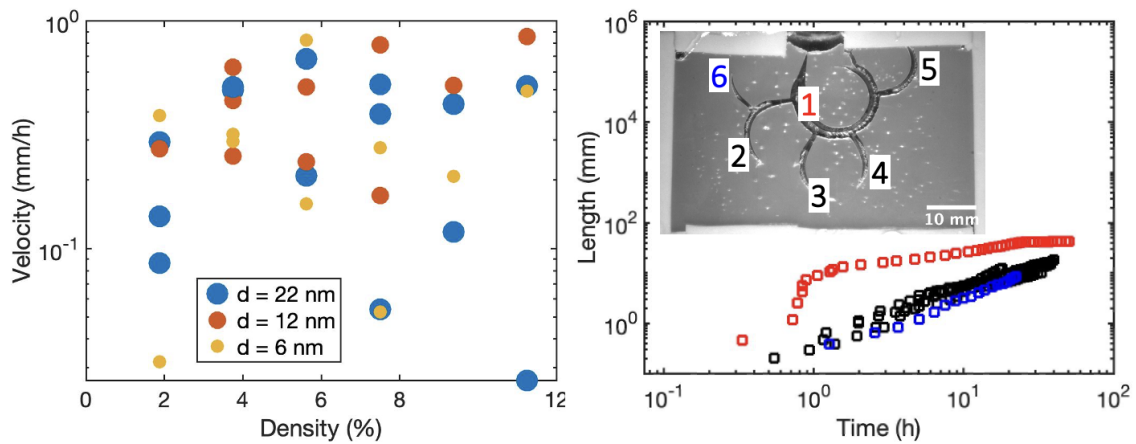 10^0
10^-1
Velocity (mm/h)
0 2 4 6 8 10 12
Density (%)
d = 22 nm
d = 12 nm
d = 6 nm
10^6
10^4
10^2
10^0
Length (mm)
10^-1 10^0 10^1 10^2
Time (h)
6
1
5
2
3
4
10 mm